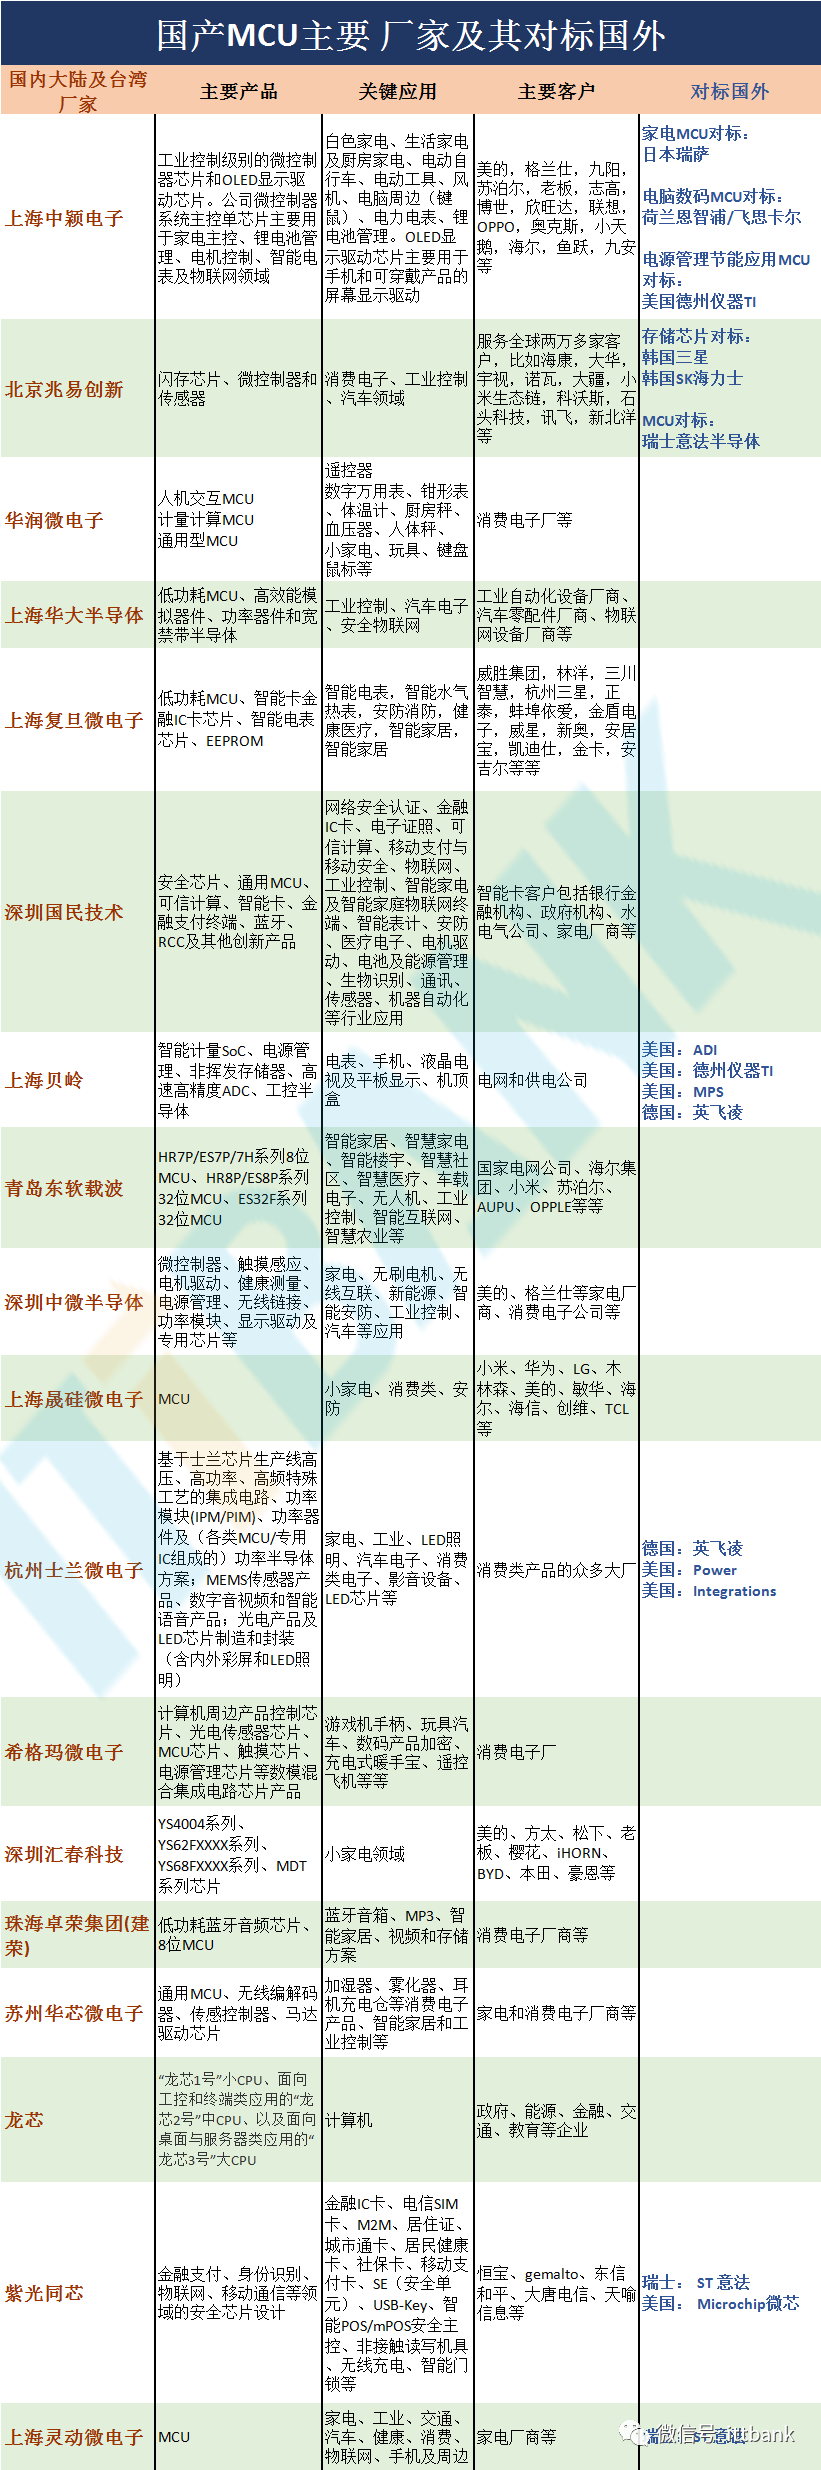 国产MCU主要 厂家及其对标国外
国内大陆及台湾
厂家
主要产品
关键应用
主要客户
对标国外
上海中颖电子
工业控制级别的微控制
器芯片和OLED显示驱
动芯片。公司微控制器
系统主控单芯片主要用
于家电主控、锂电池管
理、电机控制、智能电
表及物联网领域
白色家电、生活家电
及厨房家电、电动自
行车、电动工具、风
机、电脑周边（键
鼠）、电力电表、锂
电池管理。OLED显
示驱动芯片主要用于
手机和可穿戴产品的
屏幕显示驱动
美的，格兰仕，九阳，
苏泊尔，老板，志高，
博世，欣旺达，联想，
OPPO，奥克斯，小天
鹅，海尔，鱼跃，九安
等
家电MCU对标：
日本瑞萨
电脑数码MCU对标：
荷兰恩智浦/飞思卡尔
电源管理节能应用MCU
对标：
美国德州仪器TI
北京兆易创新
闪存芯片、微控制器和
传感器
消费电子、工业控制
、汽车领域
服务全球两万多家客
户，比如海康，大华，
宇视，诺瓦，大疆，小
米生态链，科沃斯，石
头科技，讯飞，新北洋
等
存储芯片对标：
韩国三星
韩国SK海力士
MCU对标：
瑞士意法半导体
华润微电子
人机交互MCU
计量计算MCU
通用型MCU
遥控器
数字万用表、钳形表
、体温计、厨房秤、
血压器、人体秤、
小家电、玩具、键盘
鼠标等
消费电子厂等
上海华大半导体
低功耗MCU、高效能模
拟器件、功率器件和宽
禁带半导体
工业控制、汽车电子
、安全物联网
工业自动化设备厂商、
汽车零配件厂商、物联
网设备厂商等
上海复旦微电子
低功耗MCU、智能卡金
融IC卡芯片、智能电表
芯片、EEPROM
智能电表，智能水气
热表，安防消防，健
康医疗，智能家居，
智能家居
威胜集团，林洋，三川
智慧，杭州三星，正
泰，蚌埠依爱，金盾电
子，威星，新奥，安居
宝，凯迪仕，金卡，安
吉尔等等
深圳国民技术
安全芯片、通用MCU、
可信计算、智能卡、金
融支付终端、蓝牙、
RCC及其他创新产品
网络安全认证、金融
IC卡、电子证照、可
信计算、移动支付与
移动安全、物联网、
工业控制、智能家电
及智能家庭物联网终
端、智能表计、安防
、医疗电子、电机驱
动、电池及能源管理
、生物识别、通讯、
传感器、机器自动化
等行业应用
智能卡客户包括银行金
融机构、政府机构、水
电气公司、家电厂商等
上海贝岭
智能计量SoC、电源管
理、非挥发存储器、高
速高精度ADC、工控半
导体
电表、手机、液晶电
视及平板显示、机顶
盒
电网和供电公司
美国：ADI
美国：德州仪器TI
美国：MPS
德国：英飞凌
青岛东软载波
HR7P/ES7P/7H系列8位
MCU、HR8P/ES8P系列
32位MCU、ES32F系列
32位MCU
智能家居、智慧家电
、智能楼宇、智慧社
区、智慧医疗、车载
电子、无人机、工业
控制、智能互联网、
智慧农业等
国家电网公司、海尔集
团、小米、苏泊尔、
AUPU、OPPLE等等
深圳中微半导体
微控制器、触摸感应、
电机驱动、健康测量、
电源管理、无线链接、
功率模块、显示驱动及
专用芯片等
家电、无刷电机、无
线互联、新能源、智
能安防、工业控制、
汽车等应用
美的、格兰仕等家电厂
商、消费电子公司等
上海晟硅微电子
MCU
小家电、消费类、安
防
小米、华为、LG、木
林森、美的、敏华、海
尔、海信、创维、TCL
等
杭州士兰微电子
基于士兰芯片生产线高
压、高功率、高频特殊
工艺的集成电路、功率
模块(IPM/PIM)、功率器
件及（各类MCU/专用
IC组成的）功率半导体
方案；MEMS传感器产
品、数字音视频和智能
语音产品；光电产品及
LED芯片制造和封装
（含内外彩屏和LED照
明）
家电、工业、LED照
明、汽车电子、消费
类电子、影音设备、
LED芯片等
消费类产品的众多大厂
德国：英飞凌
美国：Power
美国：Integrations
希格玛微电子
计算机周边产品控制芯
片、光电传感器芯片、
MCU芯片、触摸芯片、
电源管理芯片等数模混
合集成电路芯片产品
游戏机手柄、玩具汽
车、数码产品加密、
充电式暖手宝、遥控
飞机等等
消费电子厂
深圳汇春科技
YS4004系列、
YS62FXXXX系列、
YS68FXXXX系列、MDT
系列芯片
小家电领域
美的、方太、松下、老
板、樱花、iHORN、
BYD、本田、豪恩等
珠海卓荣集团(建
荣)
低功耗蓝牙音频芯片、
8位MCU
蓝牙音箱、MP3、智
能家居、视频和存储
方案
消费电子厂商等
苏州华芯微电子
通用MCU、无线编解码
器、传感控制器、马达
驱动芯片
加湿器、雾化器、耳
机充电仓等消费电子
产品、智能家居和工
业控制等
家电和消费电子厂商等
龙芯
“龙芯1号”小CPU、面向
工控和终端类应用的“龙
芯2号”中CPU、以及面向
桌面与服务器类应用的“
龙芯3号”大CPU
计算机
政府、能源、金融、交
通、教育等企业
紫光同芯
金融支付、身份识别、
物联网、移动通信等领
域的安全芯片设计
金融IC卡、电信SIM
卡、M2M、居住证、
城市通卡、居民健康
卡、社保卡、移动支
付卡、SE（安全单
元）、USB-Key、智
能POS/mPOS安全主
控、非接触读写机具
、无线充电、智能门
锁等
恒宝、gemalto、东信
和平、大唐电信、天喻
信息等
瑞士： ST 意法
美国： Microchip微芯
上海灵动微电子
MCU
家电、工业、交通、
汽车、健康、消费、
物联网、手机及周边
家电厂商等
微信号: ittbank
ITTBANK